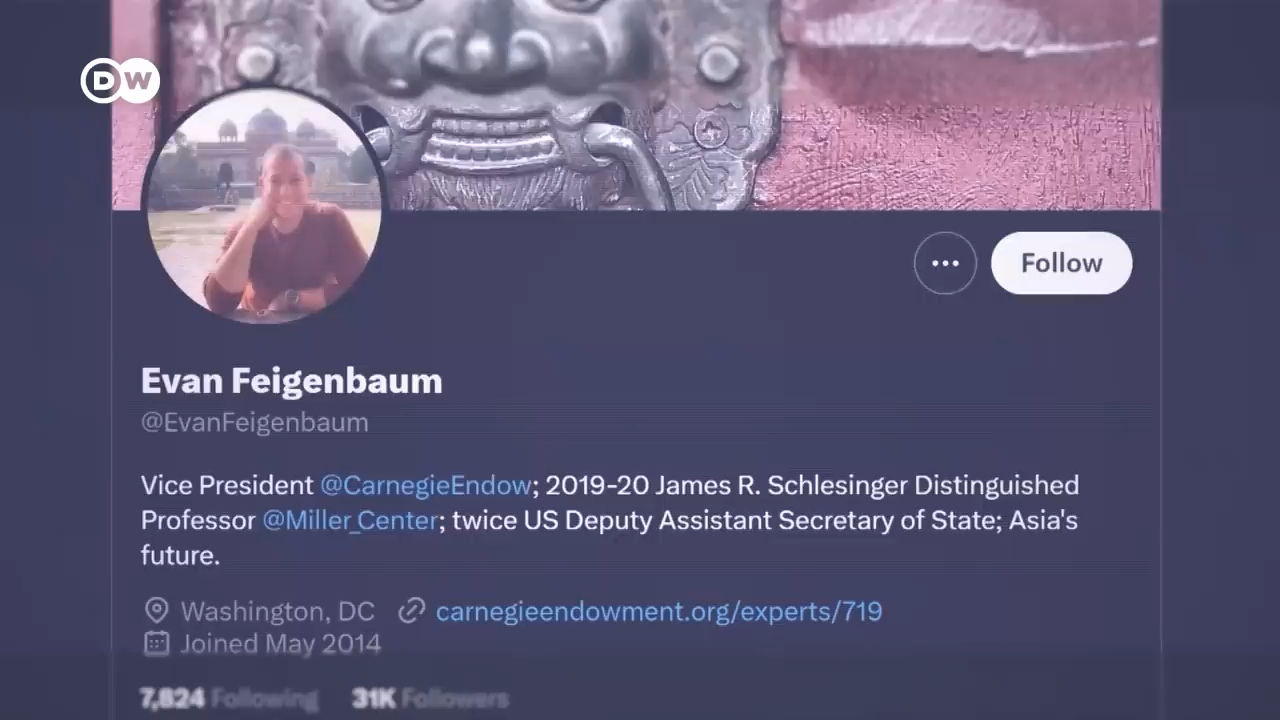 DW
Follow
Evan Feigenbaum
@EvanFeigenbaum
Vice President @CarnegieEndow; 2019-20 James R. Schlesinger Distinguished
Professor @Miller_Center; twice US Deputy Assistant Secretary of State; Asia's
future.
Washington, DC carnegieendowment.org/experts/719
Joined May 2014
7,824 Following 31K Followers